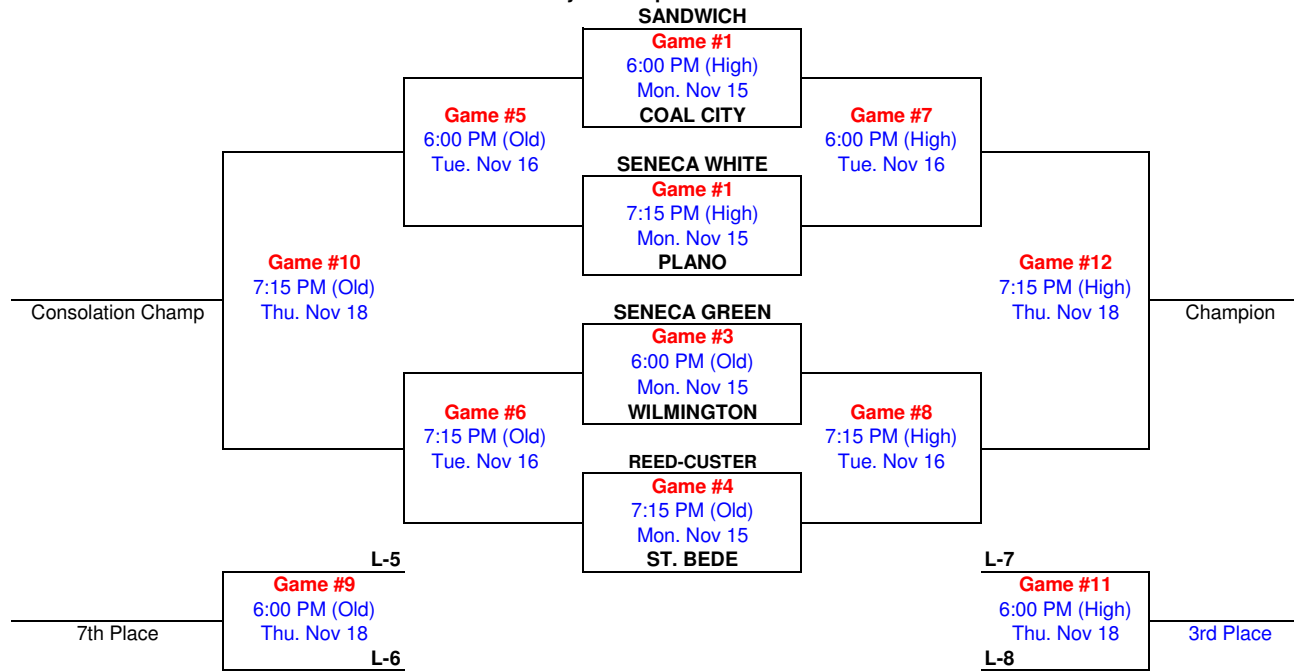 SANDWICH
Game #1
6:00 PM (High)
Mon. Nov 15
COAL CITY
Game #5
6:00 PM (Old)
Tue. Nov 16
Game #7
6:00 PM (High)
Tue. Nov 16
SENECA WHITE
Game #1
7:15 PM (High)
Mon. Nov 15
PLANO
Game #10
7:15 PM (Old)
Thu. Nov 18
Consolation Champ
Game #12
7:15 PM (High)
Thu. Nov 18
Champion
SENECA GREEN
Game #3
6:00 PM (Old)
Mon. Nov 15
WILMINGTON
Game #6
7:15 PM (Old)
Tue. Nov 16
Game #8
7:15 PM (High)
Tue. Nov 16
REED-CUSTER
Game #4
7:15 PM (Old)
Mon. Nov 15
ST. BEDE
L-5
Game #9
6:00 PM (Old)
Thu. Nov 18
7th Place
L-6
L-7
Game #11
6:00 PM (High)
Thu. Nov 18
3rd Place
L-8